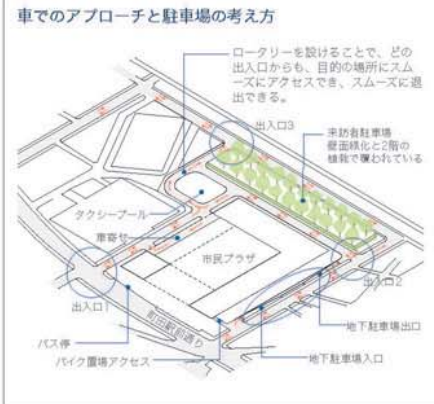 車でのアプローチと駐車場の考え方
ロータリーを設けることで、どの
出入口からも、目的の場所にスム
ーズにアクセスでき、スムーズに退
出できる。
出入口3
来訪者駐車場
壁面緑化と2階の
植栽で覆われている
タクシープール
車寄せ
市民プラザ
出入口2
出入口1
地下駐車場出口
バス停
町田駅前通り
地下駐車場入口
バイク置場アクセス